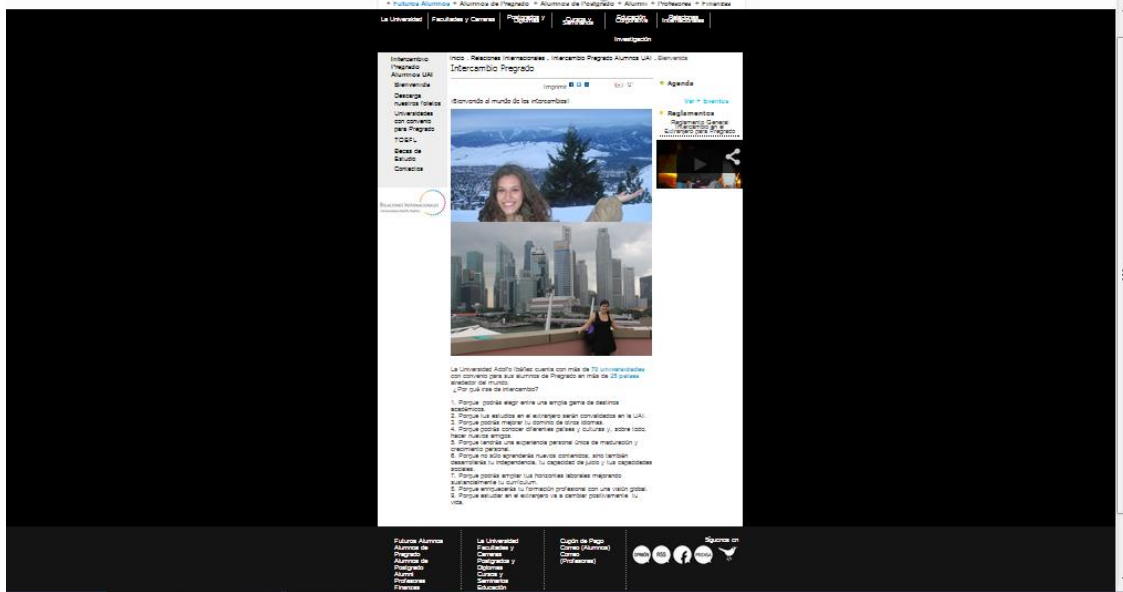 + Futuros Alumnos + Alumnos de Pregrado + Alumnos de Postgrado + Alumni + Profesores + Finanzas
La Universidad
Facultades y Carreras
Postgrados y Diplomas
Cursos y Seminarios
Educación Corporativa
Relaciones Internacionales
Investigación
Intercambio
Pregrado
Alumnos UAI
Bienvenida
Descarga
nuestros folletos
Universidades
con convenio
para Pregrado
TOEFL
Becas de
Estudio
Contactos
RELACIONES INTERNACIONALES
Inicio . Relaciones Internacionales . Intercambio Pregrado Alumnos UAI . Bienvenida
Intercambio Pregrado
Imprimir
¡Bienvenido al mundo de los intercambios!
La Universidad Adolfo Ibáñez cuenta con más de 70 universidades
con convenio para sus alumnos de Pregrado en más de 25 países
alrededor del mundo.
¿Por qué irse de intercambio?
1. Porque podrás elegir entre una amplia gama de destinos
académicos.
2. Porque tus estudios en el extranjero serán convalidados en la UAI.
3. Porque podrás mejorar tu dominio de otros idiomas.
4. Porque podrás conocer diferentes países y culturas y, sobre todo,
hacer nuevos amigos.
5. Porque tendrás una experiencia personal única de maduración y
crecimiento personal.
6. Porque no sólo aprenderás nuevos contenidos, sino también
desarrollarás tu independencia, tu capacidad de juicio y tus capacidades
sociales.
7. Porque podrás ampliar tus horizontes laborales mejorando
sustancialmente tu currículum.
8. Porque enriquecerás tu formación profesional con una visión global.
9. Porque estudiar en el extranjero va a cambiar positivamente tu
vida.
Agenda
Ver + Eventos
Reglamentos
Reglamento General
Intercambio en el
Extranjero para Pregrado
Futuros Alumnos
Alumnos de
Pregrado
Alumnos de
Postgrado
Alumni
Profesores
Finanzas
La Universidad
Facultades y
Carreras
Postgrados y
Diplomas
Cursos y
Seminarios
Educación
Cupón de Pago
Correo (Alumnos)
Correo
(Profesores)
Síguenos en
OPINIÓN
RSS
PRENSA